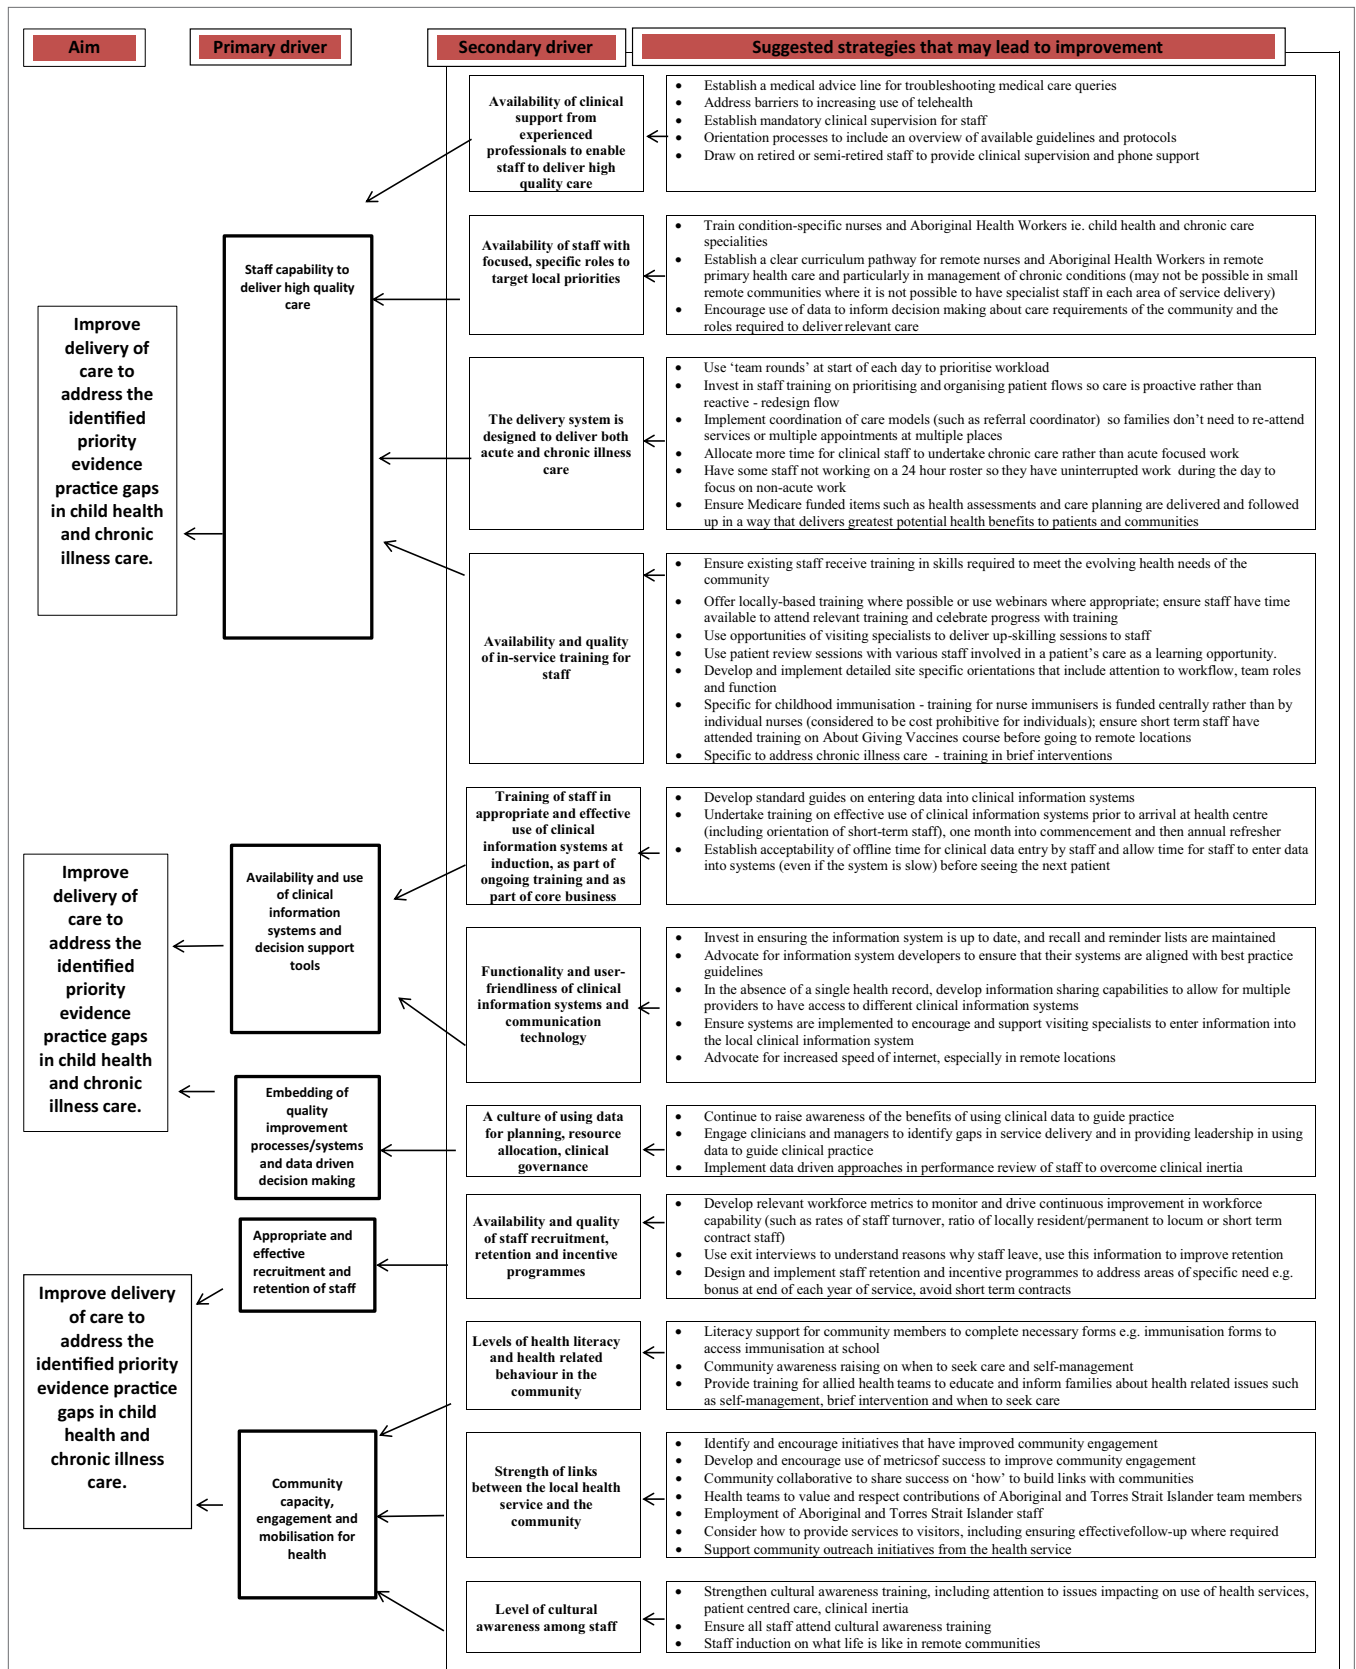 Aim
Primary driver
Secondary driver
Suggested strategies that may lead to improvement
Improve
delivery of
care to
address the
identified
priority
evidence
practice gaps
in child health
and chronic
illness care.
Staff capability to
deliver high quality
care
Availability of clinical
support from
experienced
professionals to enable
staff to deliver high
quality care
• Establish a medical advice line for troubleshooting medical care queries
• Address barriers to increasing use of telehealth
• Establish mandatory clinical supervision for staff
• Orientation processes to include an overview of available guidelines and protocols
• Draw on retired or semi-retired staff to provide clinical supervision and phone support
Availability of staff with
focused, specific roles to
target local priorities
• Train condition-specific nurses and Aboriginal Health Workers ie. child health and chronic care
specialities
• Establish a clear curriculum pathway for remote nurses and Aboriginal Health Workers in remote
primary health care and particularly in management of chronic conditions (may not be possible in small
remote communities where it is not possible to have specialist staff in each area of service delivery)
• Encourage use of data to inform decision making about care requirements of the community and the
roles required to deliver relevant care
The delivery system is
designed to deliver both
acute and chronic illness
care
• Use ‘team rounds’ at start of each day to prioritise workload
• Invest in staff training on prioritising and organising patient flows so care is proactive rather than
reactive - redesign flow
• Implement coordination of care models (such as referral coordinator) so families don’t need to re-attend
services or multiple appointments at multiple places
• Allocate more time for clinical staff to undertake chronic care rather than acute focused work
• Have some staff not working on a 24 hour roster so they have uninterrupted work during the day to
focus on non-acute work
• Ensure Medicare funded items such as health assessments and care planning are delivered and followed
up in a way that delivers greatest potential health benefits to patients and communities
Availability and quality
of in-service training for
staff
• Ensure existing staff receive training in skills required to meet the evolving health needs of the
community
• Offer locally-based training where possible or use webinars where appropriate; ensure staff have time
available to attend relevant training and celebrate progress with training
• Use opportunities of visiting specialists to deliver up-skilling sessions to staff
• Use patient review sessions with various staff involved in a patient’s care as a learning opportunity.
• Develop and implement detailed site specific orientations that include attention to workflow, team roles
and function
• Specific for childhood immunisation - training for nurse immunisers is funded centrally rather than by
individual nurses (considered to be cost prohibitive for individuals); ensure short term staff have
attended training on About Giving Vaccines course before going to remote locations
• Specific to address chronic illness care - training in brief interventions
Improve
delivery of
care to
address the
identified
priority
evidence
practice gaps
in child health
and chronic
illness care.
Availability and use
of clinical
information
systems and
decision support
tools
Training of staff in
appropriate and effective
use of clinical
information systems at
induction, as part of
ongoing training and as
part of core business
• Develop standard guides on entering data into clinical information systems
• Undertake training on effective use of clinical information systems prior to arrival at health centre
(including orientation of short-term staff), one month into commencement and then annual refresher
• Establish acceptability of offline time for clinical data entry by staff and allow time for staff to enter data
into systems (even if the system is slow) before seeing the next patient
Functionality and user-
friendliness of clinical
information systems and
communication
technology
• Invest in ensuring the information system is up to date, and recall and reminder lists are maintained
• Advocate for information system developers to ensure that their systems are aligned with best practice
guidelines
• In the absence of a single health record, develop information sharing capabilities to allow for multiple
providers to have access to different clinical information systems
• Ensure systems are implemented to encourage and support visiting specialists to enter information into
the local clinical information system
• Advocate for increased speed of internet, especially in remote locations
Embedding of
quality
improvement
processes/systems
and data driven
decision making
A culture of using data
for planning, resource
allocation, clinical
governance
• Continue to raise awareness of the benefits of using clinical data to guide practice
• Engage clinicians and managers to identify gaps in service delivery and in providing leadership in using
data to guide clinical practice
• Implement data driven approaches in performance review of staff to overcome clinical inertia
Improve delivery
of care to
address the
identified priority
evidence practice
gaps in child
health and
chronic illness
care.
Appropriate and
effective
recruitment and
retention of staff
Availability and quality
of staff recruitment,
retention and incentive
programmes
• Develop relevant workforce metrics to monitor and drive continuous improvement in workforce
capability (such as rates of staff turnover, ratio of locally resident/permanent to locum or short term
contract staff)
• Use exit interviews to understand reasons why staff leave, use this information to improve retention
• Design and implement staff retention and incentive programmes to address areas of specific need e.g.
bonus at end of each year of service, avoid short term contracts
Community
capacity,
engagement and
mobilisation for
health
Levels of health literacy
and health related
behaviour in the
community
• Literacy support for community members to complete necessary forms e.g. immunisation forms to
access immunisation at school
• Community awareness raising on when to seek care and self-management
• Provide training for allied health teams to educate and inform families about health related issues such
as self-management, brief intervention and when to seek care
Strength of links
between the local health
service and the
community
• Identify and encourage initiatives that have improved community engagement
• Develop and encourage use of metricsof success to improve community engagement
• Community collaborative to share success on ‘how’ to build links with communities
• Health teams to value and respect contributions of Aboriginal and Torres Strait Islander team members
• Employment of Aboriginal and Torres Strait Islander staff
• Consider how to provide services to visitors, including ensuring effectivefollow-up where required
• Support community outreach initiatives from the health service
Level of cultural
awareness among staff
• Strengthen cultural awareness training, including attention to issues impacting on use of health services,
patient centred care, clinical inertia
• Ensure all staff attend cultural awareness training
• Staff induction on what life is like in remote communities